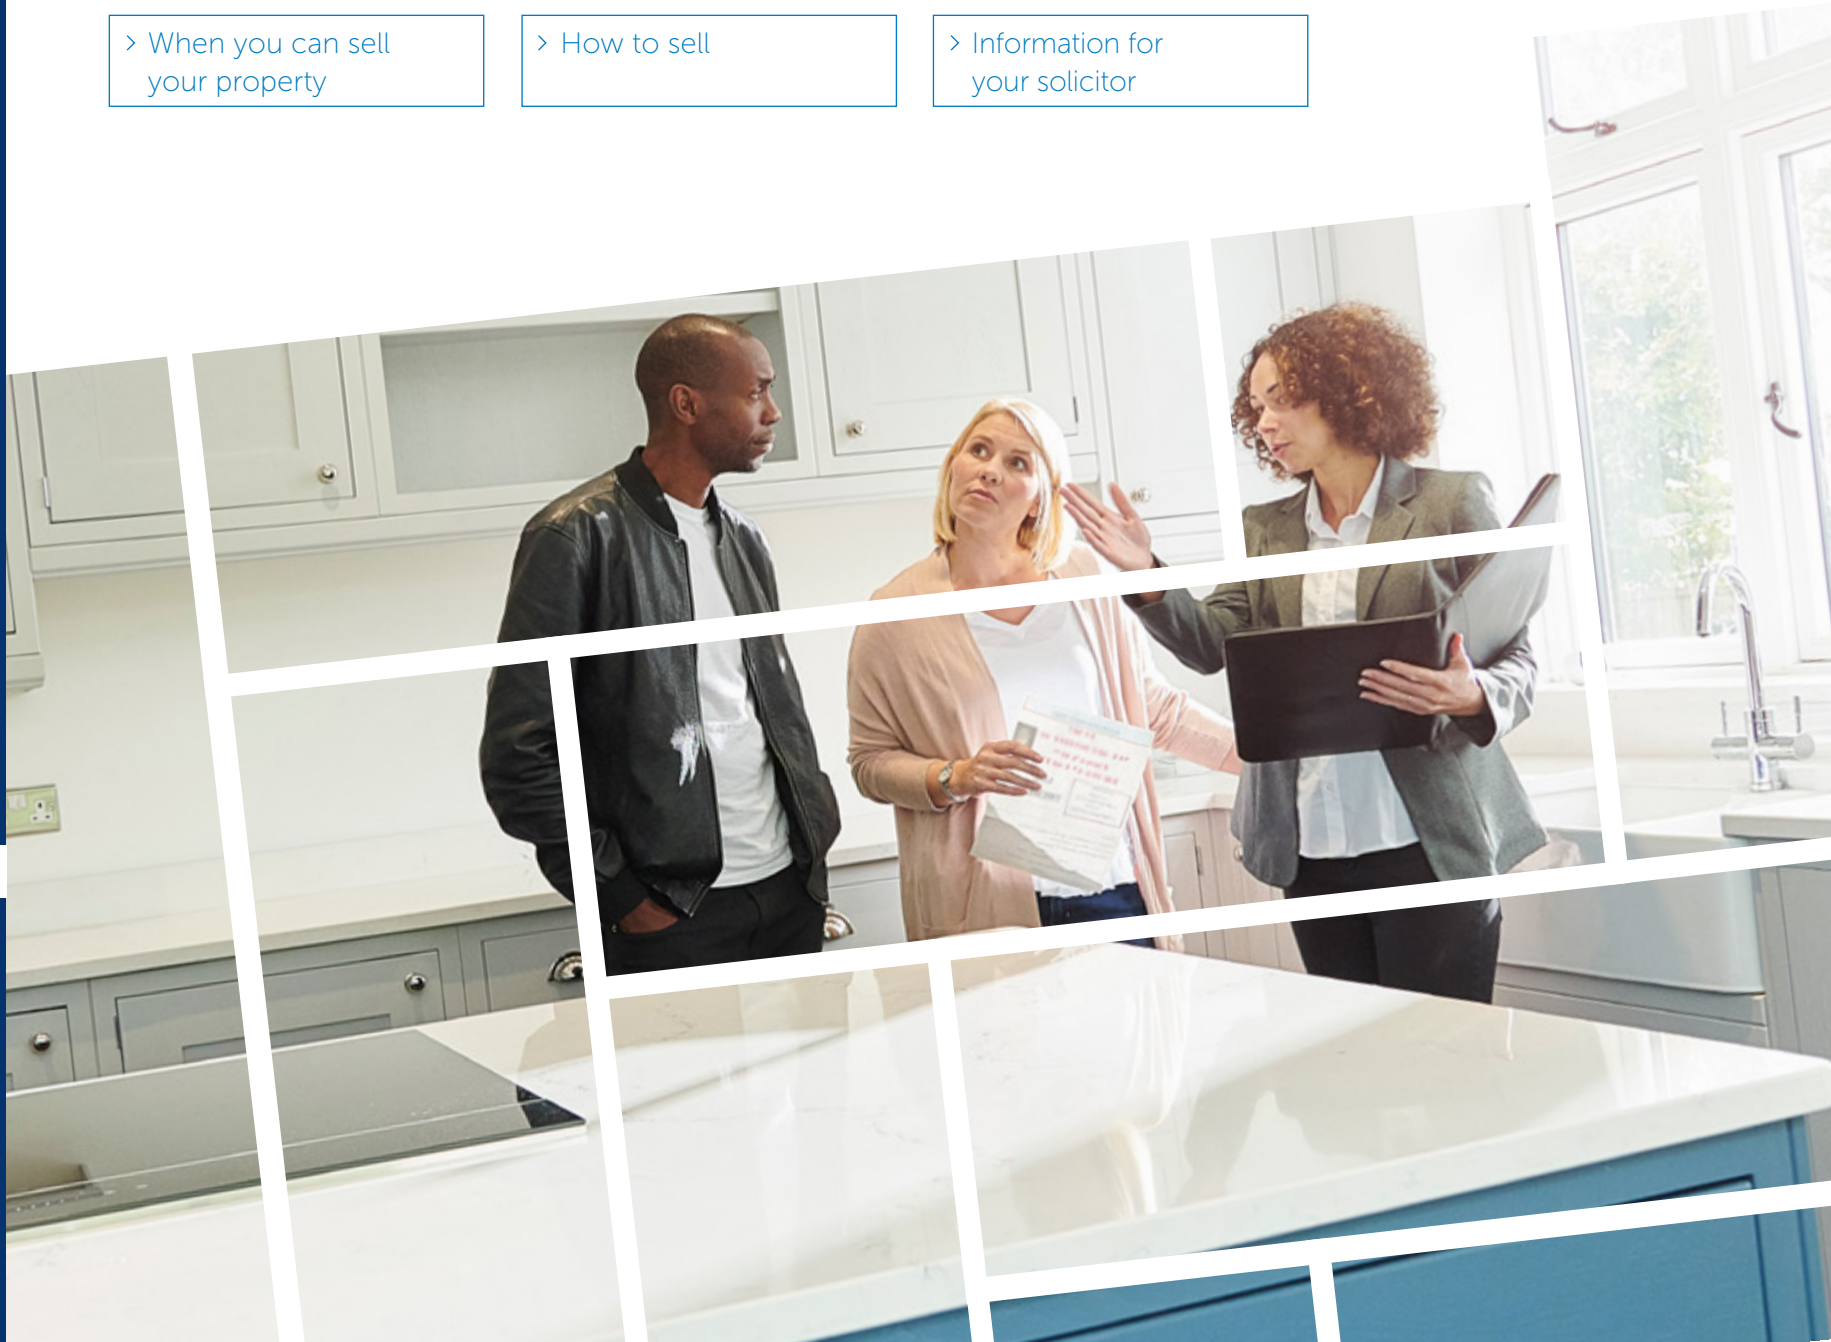 > When you can sell
your property
> How to sell
> Information for
your solicitor